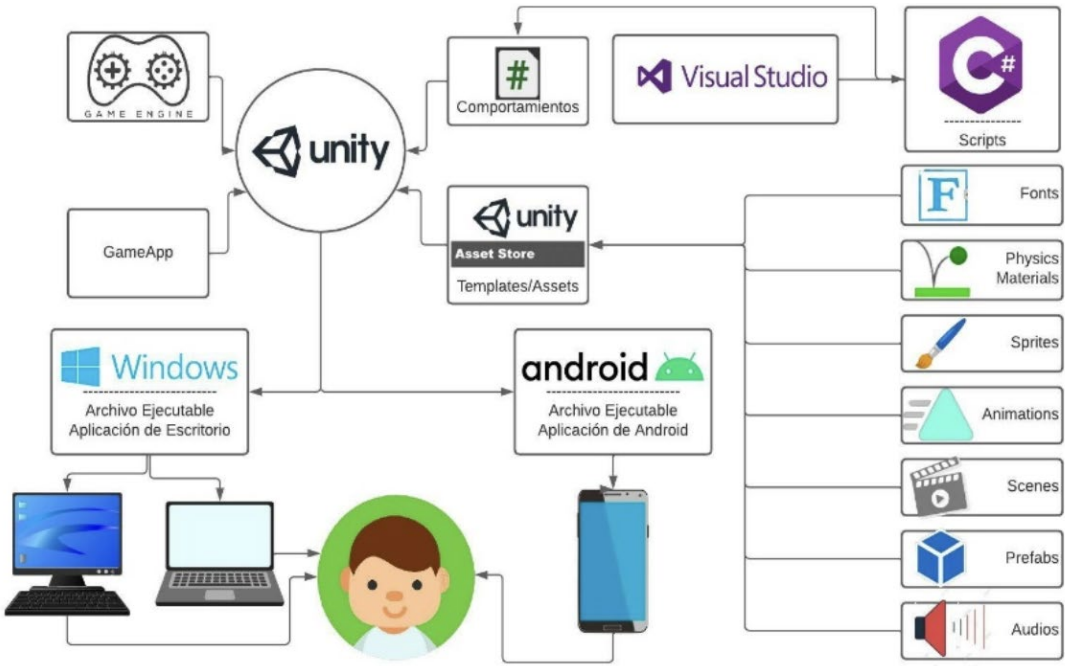 GAME ENGINE
unity
#
Comportamientos
Visual Studio
C#
Scripts
GameApp
unity
Asset Store
Templates/Assets
F
Fonts
Physics
Materials
Sprites
Animations
Scenes
Prefabs
Audios
Windows
Archivo Ejecutable
Aplicación de Escritorio
android
Archivo Ejecutable
Aplicación de Android